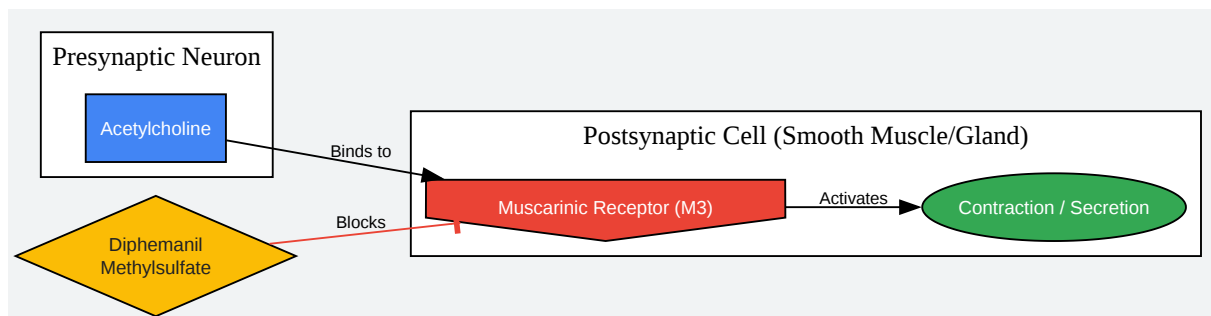 Presynaptic Neuron
Acetylcholine
Binds to
Postsynaptic Cell (Smooth Muscle/Gland)
Muscarinic Receptor (M3)
Activates
Contraction / Secretion
Diphemanil
Methylsulfate
Blocks